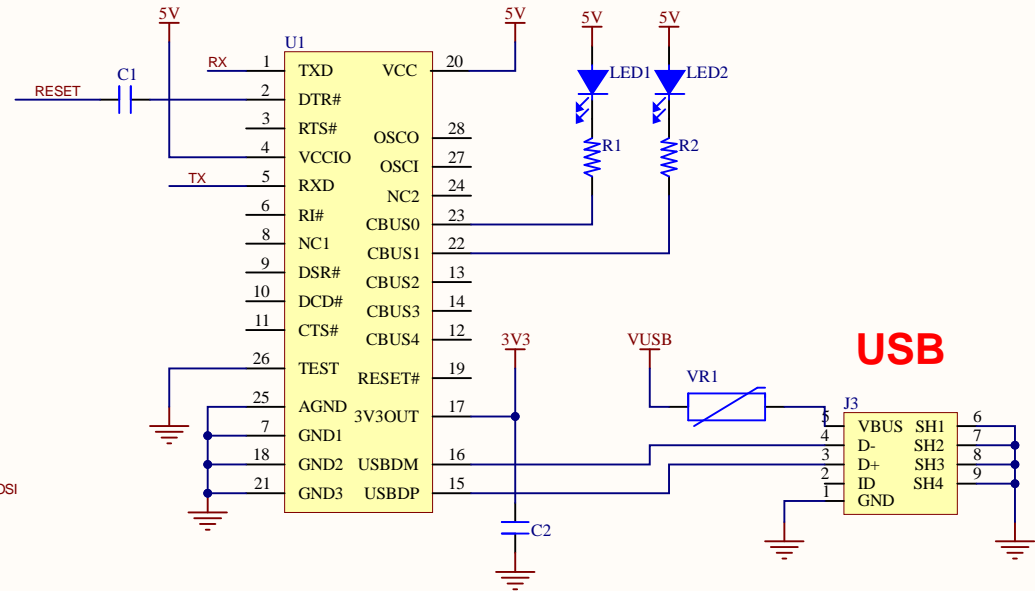 5V
5V
5V
5V
U1
RX
1
TXD
VCC
20
LED1
LED2
C1
RESET
2
DTR#
3
RTS#
OSCO
28
R1
R2
4
VCCIO
OSCI
27
TX
5
RXD
NC2
24
6
RI#
CBUS0
23
8
NC1
CBUS1
22
9
DSR#
CBUS2
13
10
DCD#
CBUS3
14
11
CTS#
CBUS4
12
3V3
VUSB
USB
26
TEST
RESET#
19
VR1
25
AGND
3V3OUT
17
J3
5
VBUS
SH1
6
7
GND1
4
D-
SH2
7
18
GND2
USBDM
16
3
D+
SH3
8
21
GND3
USBDP
15
2
ID
SH4
9
1
GND
OSI
C2